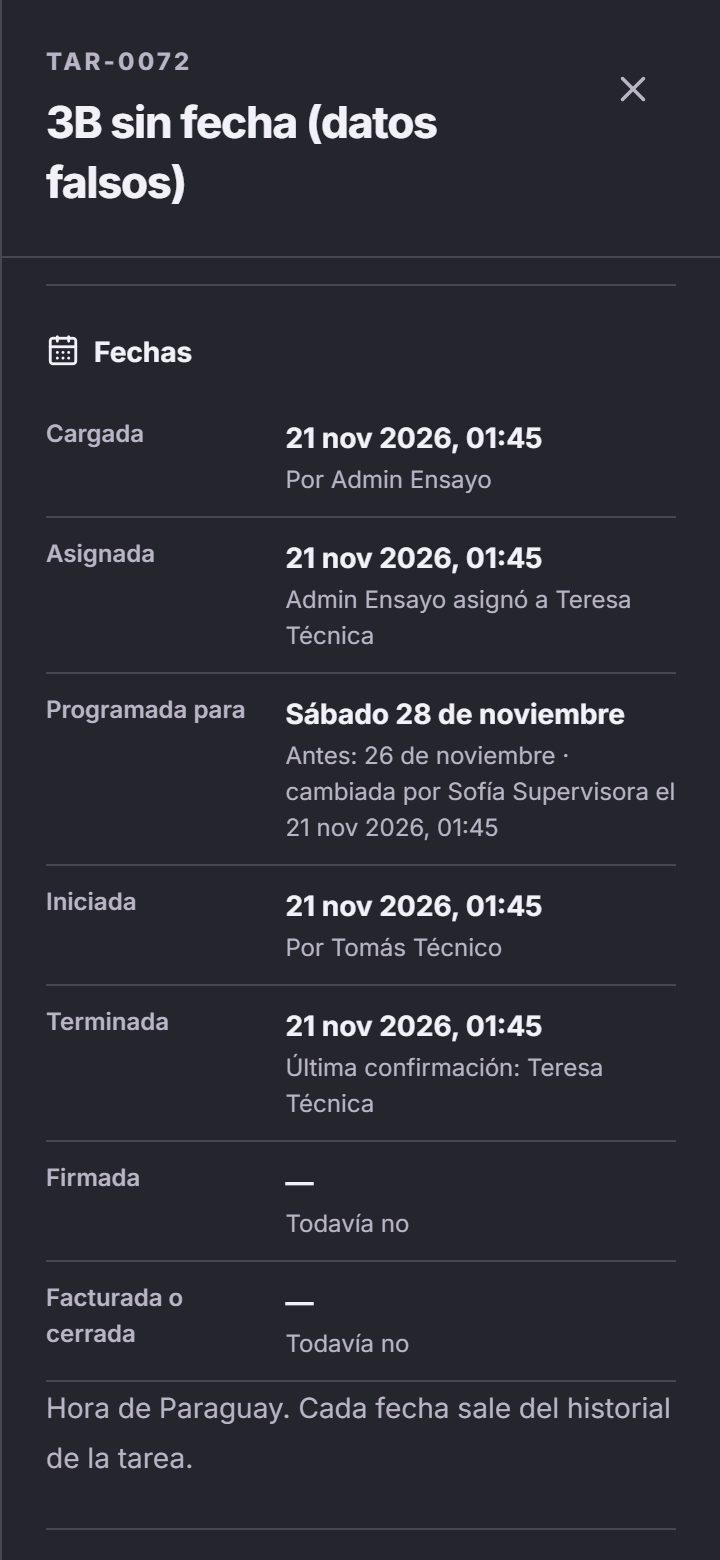 TAR-0072
3B sin fecha (datos
falsos)
Fechas
Cargada
21 nov 2026, 01:45
Por Admin Ensayo
Asignada
21 nov 2026, 01:45
Admin Ensayo asignó a Teresa
Técnica
Programada para
Sábado 28 de noviembre
Antes: 26 de noviembre ·
cambiada por Sofía Supervisora el
21 nov 2026, 01:45
Iniciada
21 nov 2026, 01:45
Por Tomás Técnico
Terminada
21 nov 2026, 01:45
Última confirmación: Teresa
Técnica
Firmada
—
Todavía no
Facturada o
cerrada
—
Todavía no
Hora de Paraguay. Cada fecha sale del historial
de la tarea.